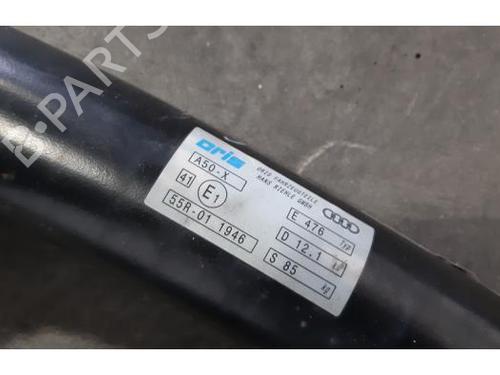 B-PARTS
oris
A50-X
ORIS FAHRZEUGTEILE
HANS RIEHLE GMBH
41 E1
55R-01 1946
E 476 TYP
D 12.1 kN
S 85 kg